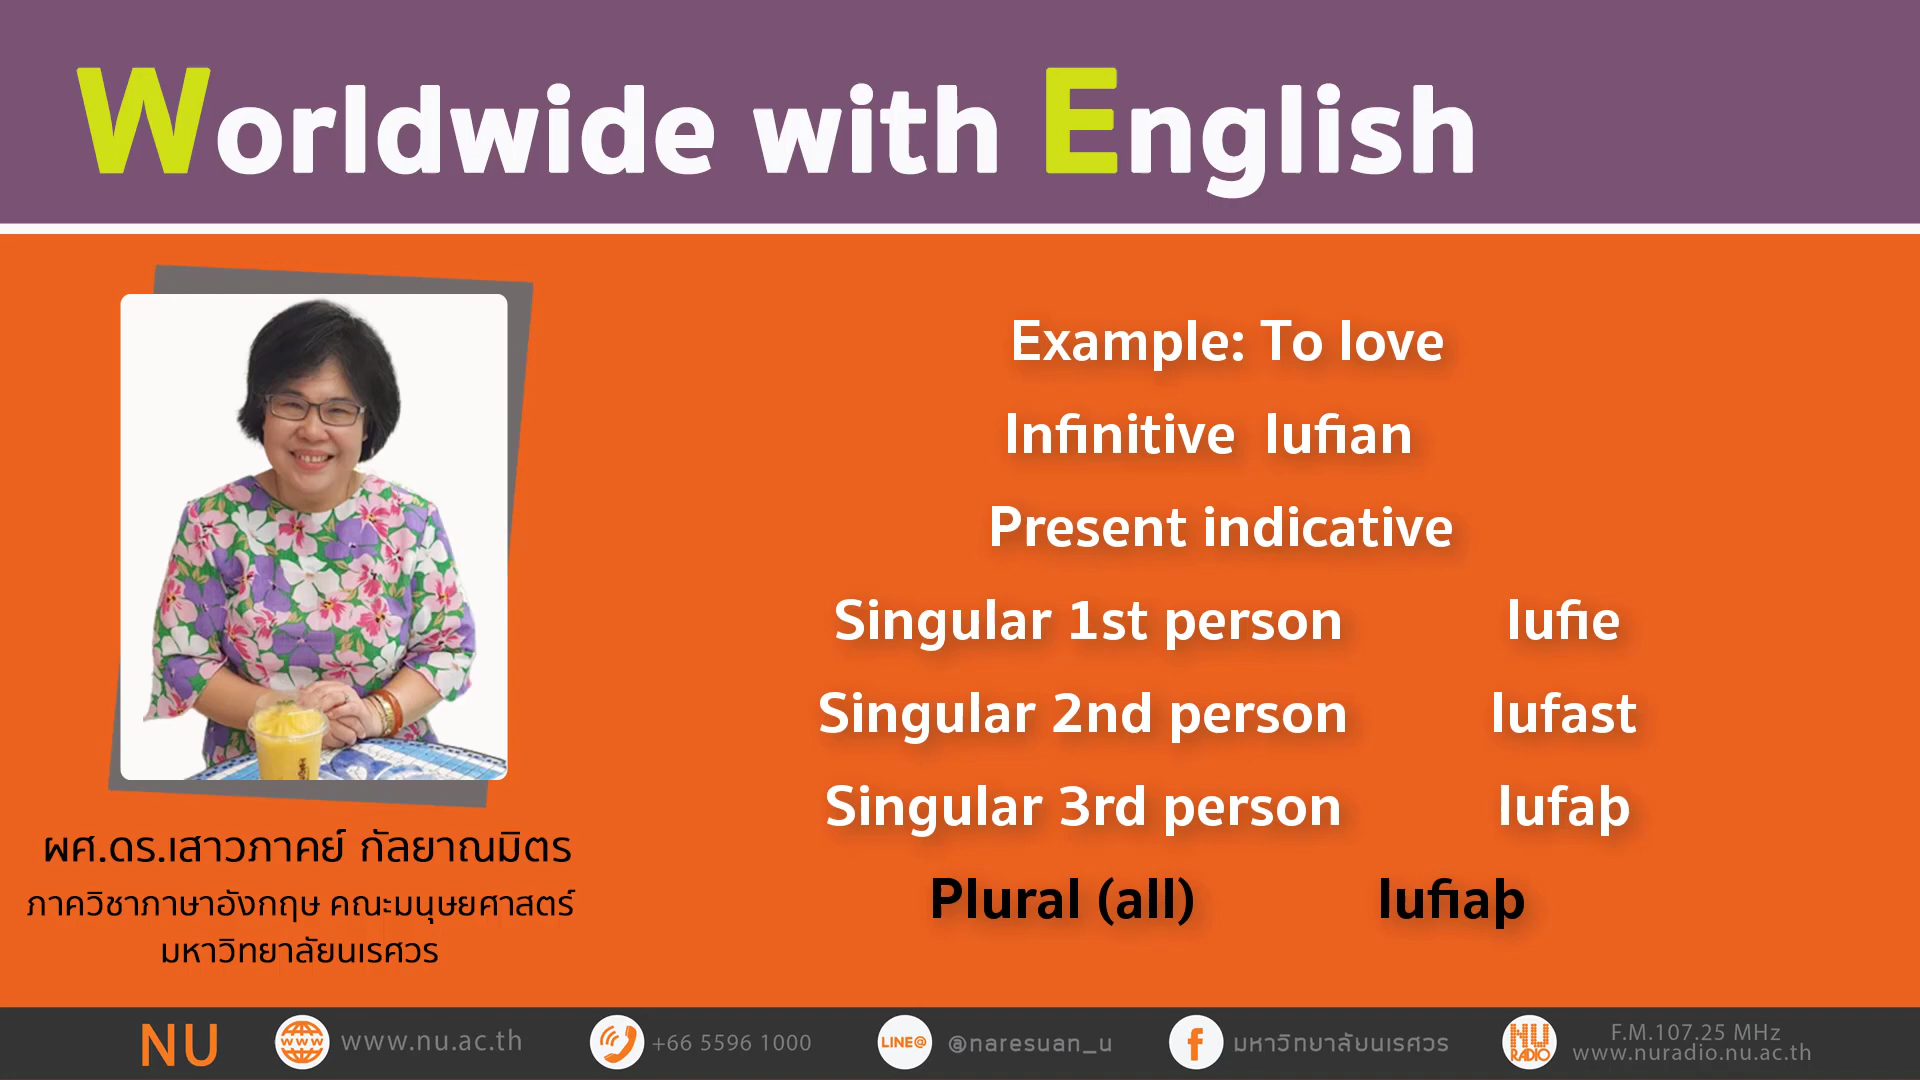 Worldwide with English
Example: To love
Infinitive lufian
Present indicative
Singular 1st person lufie
Singular 2nd person lufast
Singular 3rd person lufaþ
Plural (all) lufiaþ
ผศ.ดร.เสาวภาคย์ กัลยาณมิตร
ภาควิชาภาษาอังกฤษ คณะมนุษยศาสตร์
มหาวิทยาลัยนเรศวร
NU
www
www.nu.ac.th
+66 5596 1000
LINE@
@naresuan_u
f
มหาวิทยาลัยนเรศวร
NU
RADIO
F.M.107.25 MHz
www.nuradio.nu.ac.th